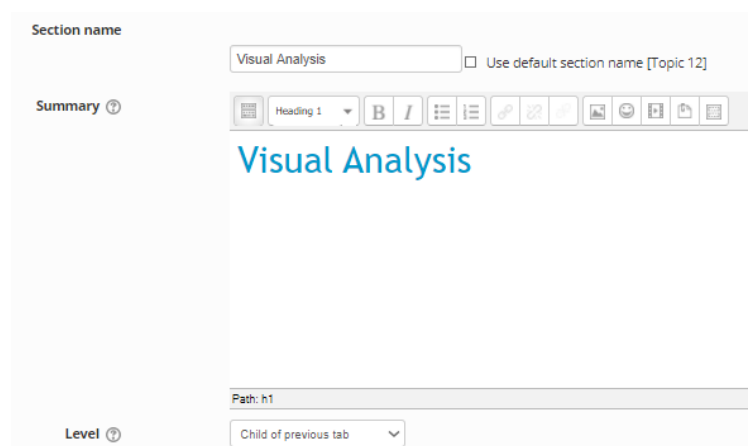 Section name
Visual Analysis
Use default section name [Topic 12]
Summary
Heading 1
B I
Visual Analysis
Path: h1
Level
Child of previous tab